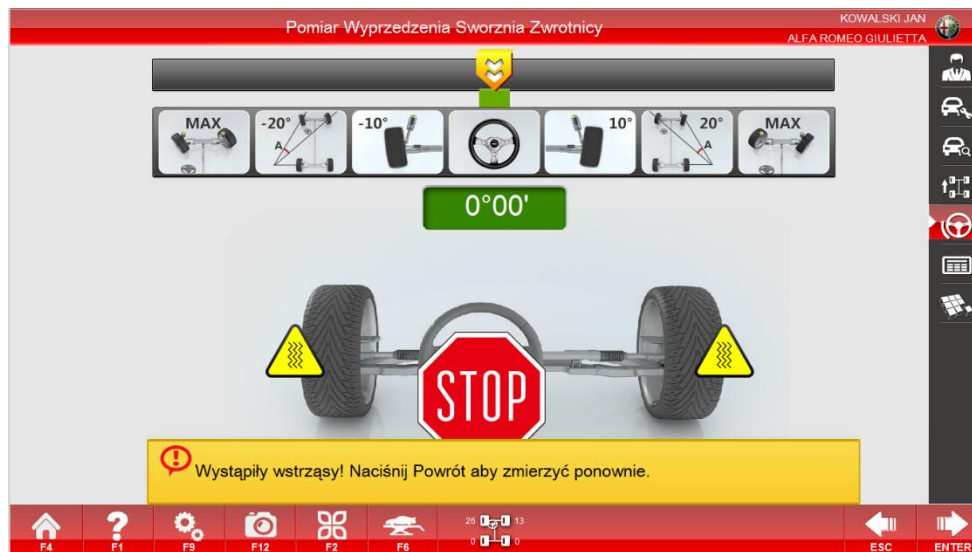 Pomiar Wyprzedzenia Sworznia Zwrotnicy
KOWALSKI JAN
ALFA ROMEO GIULIETTA
MAX -20° A -10° 10° 20° A MAX
0°00'
STOP
Wystąpiły wstrząsy! Naciśnij Powrót aby zmierzyć ponownie.
26 13
0 0
F4 F1 F9 F12 F2 F6 ESC ENTER